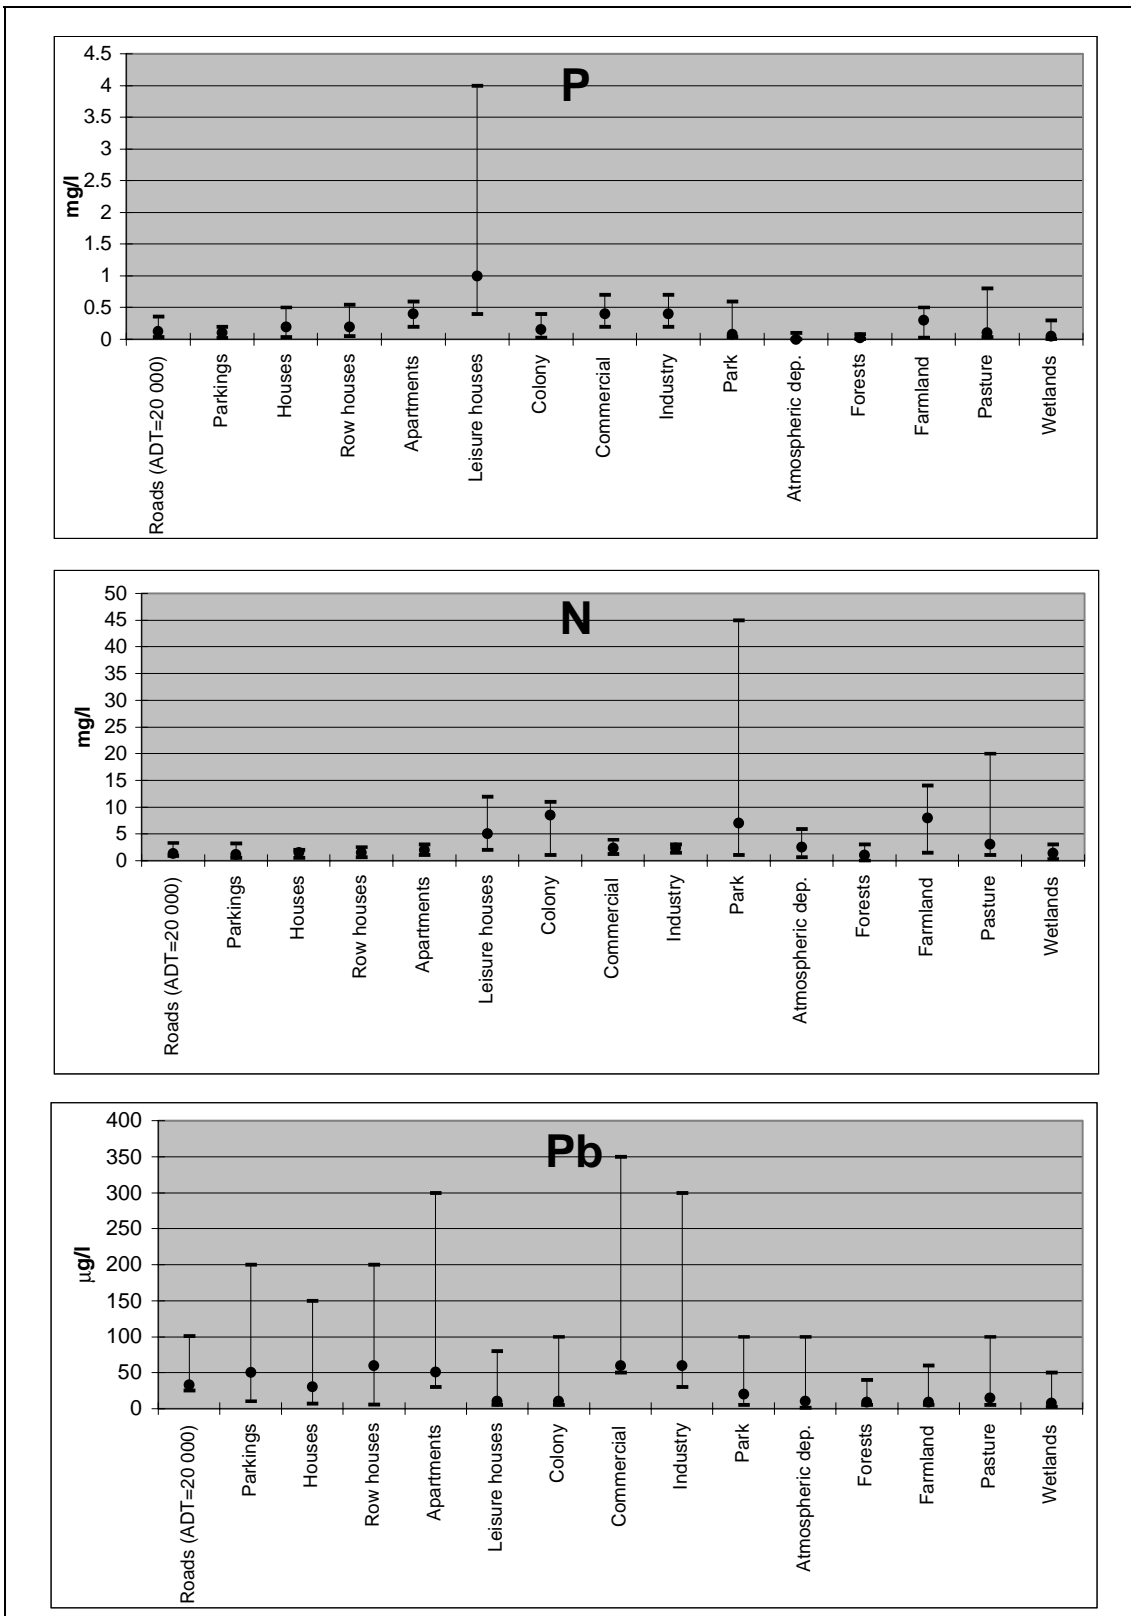 P
mg/l
4.5
4
3.5
3
2.5
2
1.5
1
0.5
0
Roads (ADT=20 000)
Parkings
Houses
Row houses
Apartments
Leisure houses
Colony
Commercial
Industry
Park
Atmospheric dep.
Forests
Farmland
Pasture
Wetlands
N
mg/l
50
45
40
35
30
25
20
15
10
5
0
Roads (ADT=20 000)
Parkings
Houses
Row houses
Apartments
Leisure houses
Colony
Commercial
Industry
Park
Atmospheric dep.
Forests
Farmland
Pasture
Wetlands
Pb
µg/l
400
350
300
250
200
150
100
50
0
Roads (ADT=20 000)
Parkings
Houses
Row houses
Apartments
Leisure houses
Colony
Commercial
Industry
Park
Atmospheric dep.
Forests
Farmland
Pasture
Wetlands